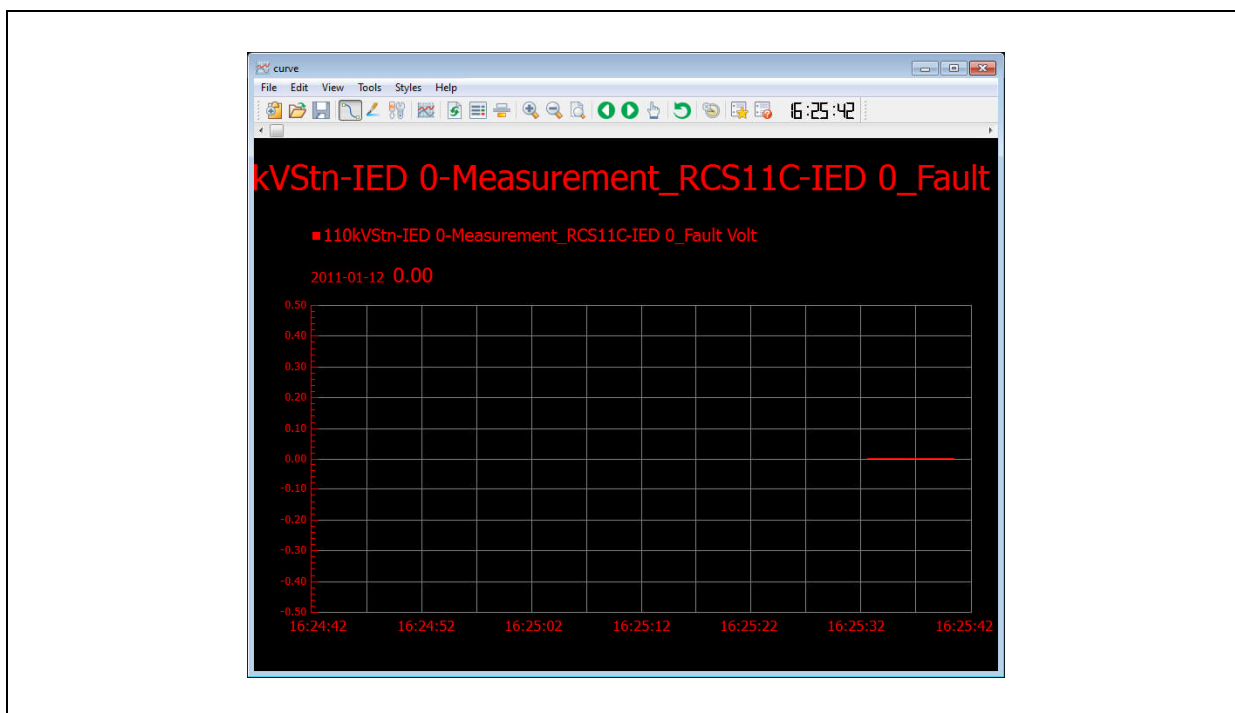 curve
File Edit View Tools Styles Help
16:25:42
kVStn-IED 0-Measurement_RCS11C-IED 0_Fault
110kVStn-IED 0-Measurement_RCS11C-IED 0_Fault Volt
2011-01-12 0.00
0.50
0.40
0.30
0.20
0.10
0.00
-0.10
-0.20
-0.30
-0.40
-0.50
16:24:42 16:24:52 16:25:02 16:25:12 16:25:22 16:25:32 16:25:42